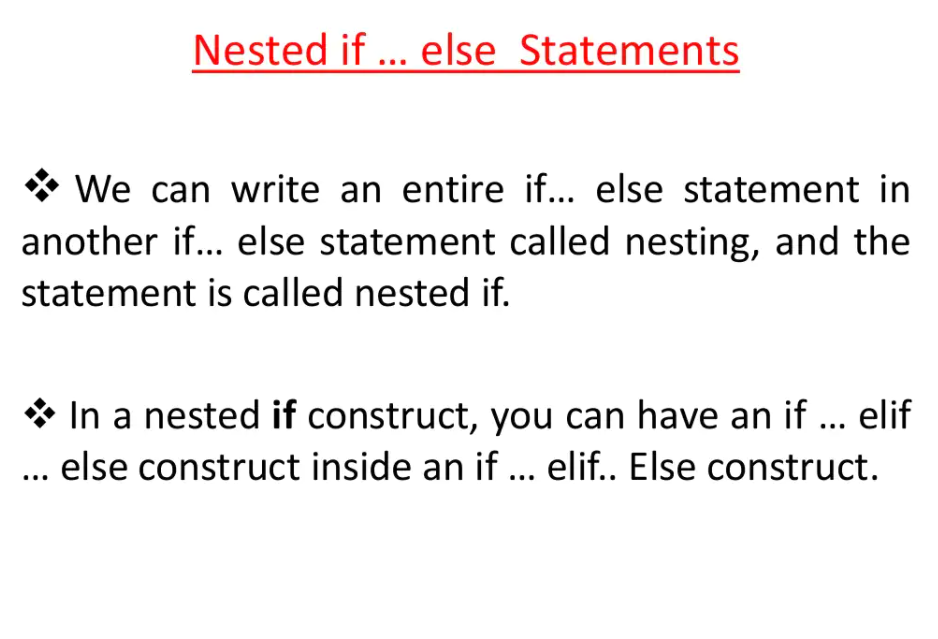 Nested if ... else Statements
❖ We can write an entire if... else statement in
another if... else statement called nesting, and the
statement is called nested if.
❖ In a nested if construct, you can have an if ... elif
... else construct inside an if ... elif.. Else construct.